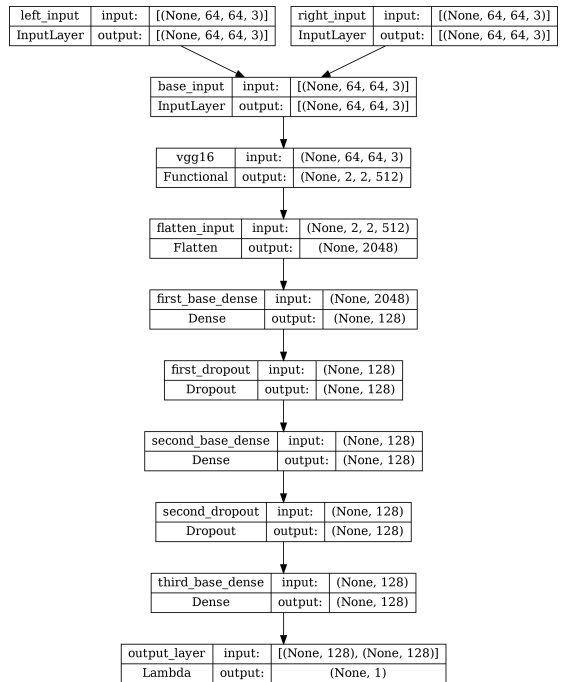 left_input input: [(None, 64, 64, 3)] right_input input: [(None, 64, 64, 3)]
InputLayer output: [(None, 64, 64, 3)] InputLayer output: [(None, 64, 64, 3)]
base_input input: [(None, 64, 64, 3)]
InputLayer output: [(None, 64, 64, 3)]
vgg16 input: (None, 64, 64, 3)
Functional output: (None, 2, 2, 512)
flatten_input input: (None, 2, 2, 512)
Flatten output: (None, 2048)
first_base_dense input: (None, 2048)
Dense output: (None, 128)
first_dropout input: (None, 128)
Dropout output: (None, 128)
second_base_dense input: (None, 128)
Dense output: (None, 128)
second_dropout input: (None, 128)
Dropout output: (None, 128)
third_base_dense input: (None, 128)
Dense output: (None, 128)
output_layer input: [(None, 128), (None, 128)]
Lambda output: (None, 1)